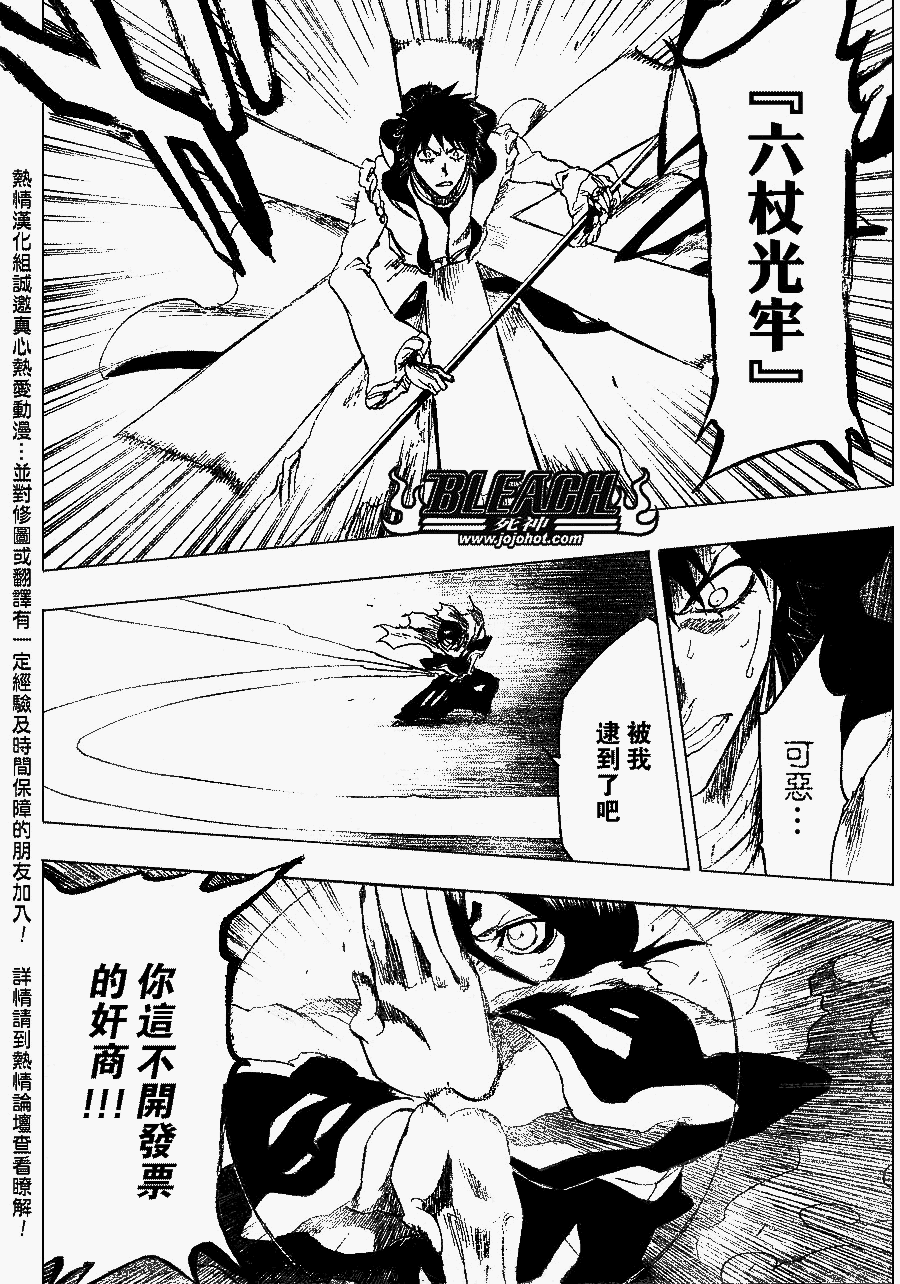 『六杖光牢』
BLEACH
死神
www.jojohot.com
可惡…
被我
逮到了吧
你這不開發票
的奸商!!!
熱情漢化組誠邀真心熱愛動漫…並對修圖或翻譯有……定經驗及時間保障的朋友加入！ 詳情請到熱情論壇查看瞭解！